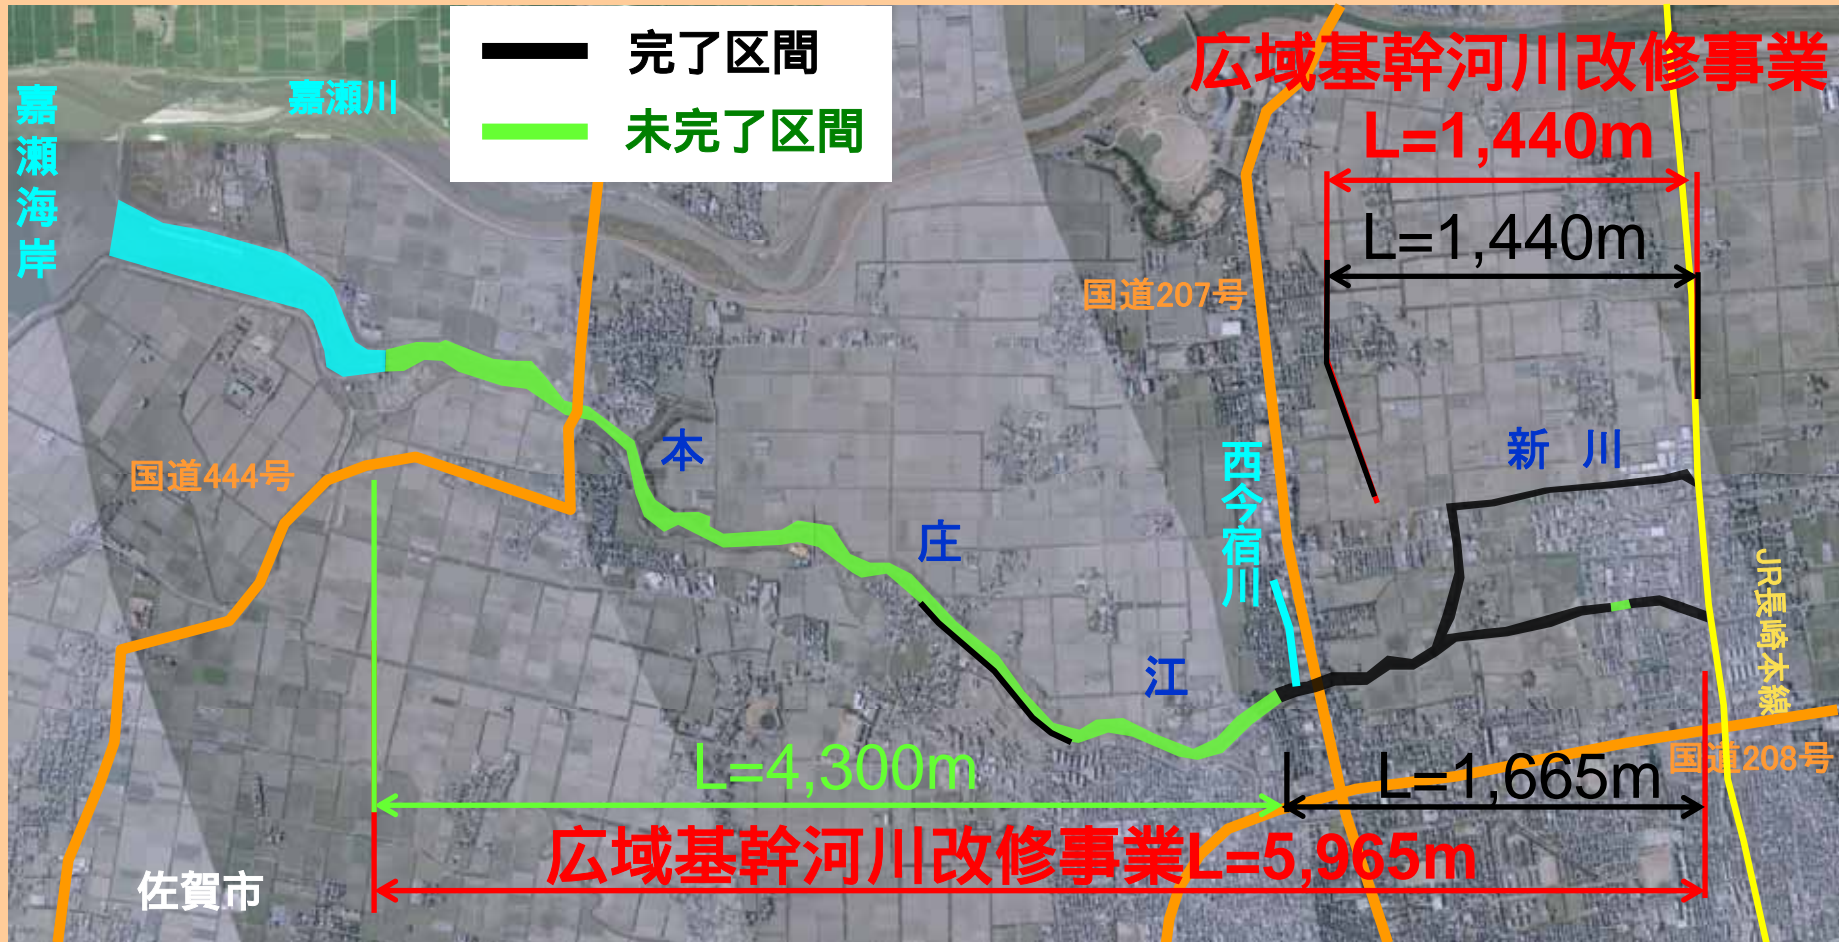 完了区間
未完了区間
嘉瀬川
嘉瀬海岸
広域基幹河川改修事業
L=1,440m
L=1,440m
国道207号
国道444号
本
庄
江
新川
西今宿川
JR長崎本線
国道208号
L=4,300m
L=1,665m
広域基幹河川改修事業L=5,965m
佐賀市